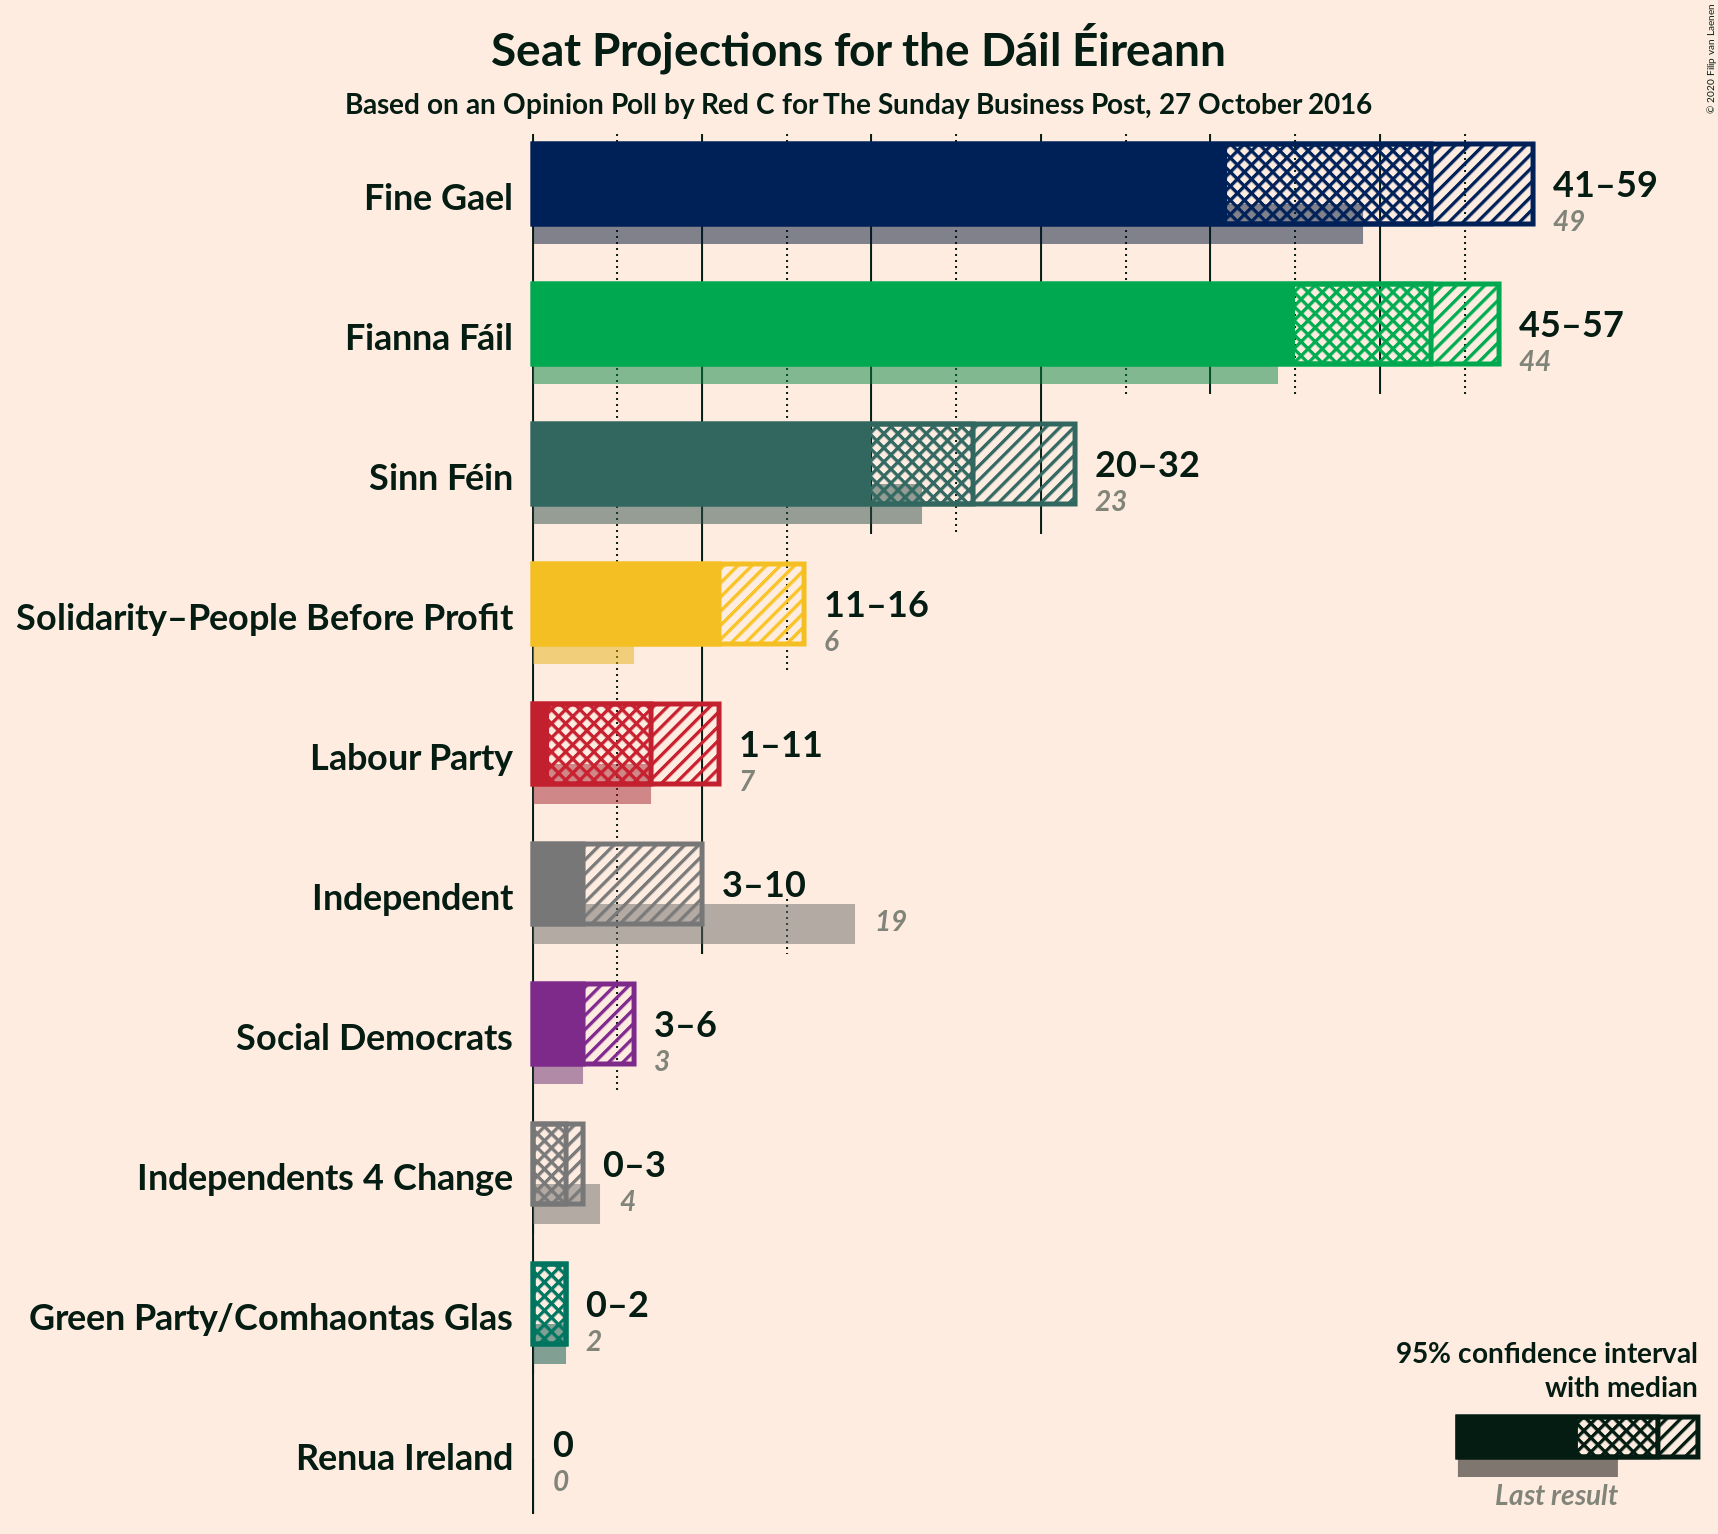 Seat Projections for the Dáil Éireann
Based on an Opinion Poll by Red C for The Sunday Business Post, 27 October 2016
© 2020 Filip van Laenen
Fine Gael
41–59
49
Fianna Fáil
45–57
44
Sinn Féin
20–32
23
Solidarity–People Before Profit
11–16
6
Labour Party
1–11
7
Independent
3–10
19
Social Democrats
3–6
3
Independents 4 Change
0–3
4
Green Party/Comhaontas Glas
0–2
2
Renua Ireland
0
0
95% confidence interval
with median
Last result